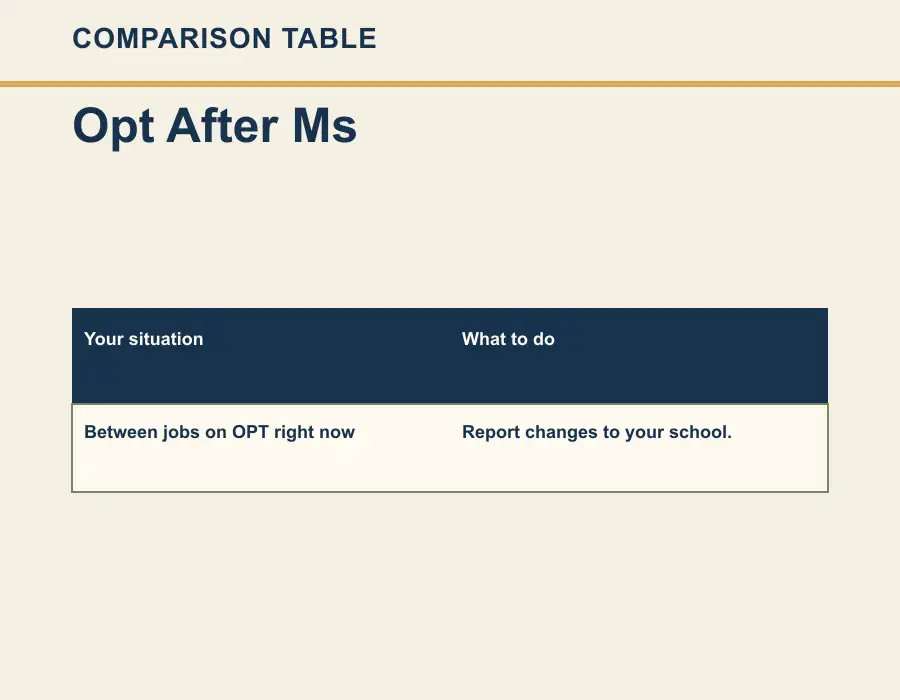 COMPARISON TABLE
Opt After Ms
Your situation What to do
Between jobs on OPT right now Report changes to your school.